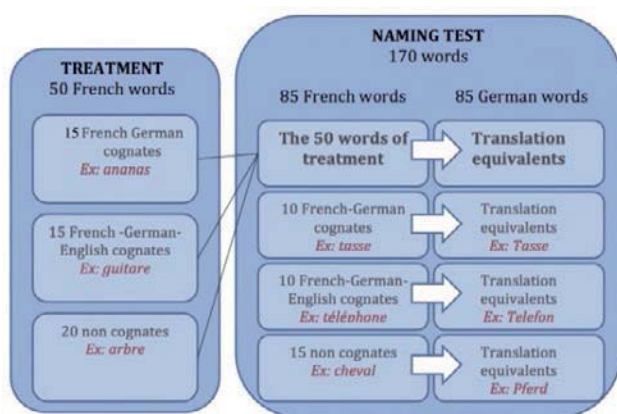 TREATMENT
50 French words
15 French German
cognates
Ex: ananas
15 French -German-
English cognates
Ex: guitare
20 non cognates
Ex: arbre
NAMING TEST
170 words
85 French words
85 German words
The 50 words of
treatment
Translation
equivalents
10 French-German
cognates
Ex: tasse
Translation
equivalents
Ex: Tasse
10 French-German-
English cognates
Ex: téléphone
Translation
equivalents
Ex: Telefon
15 non cognates
Ex: cheval
Translation
equivalents
Ex: Pferd